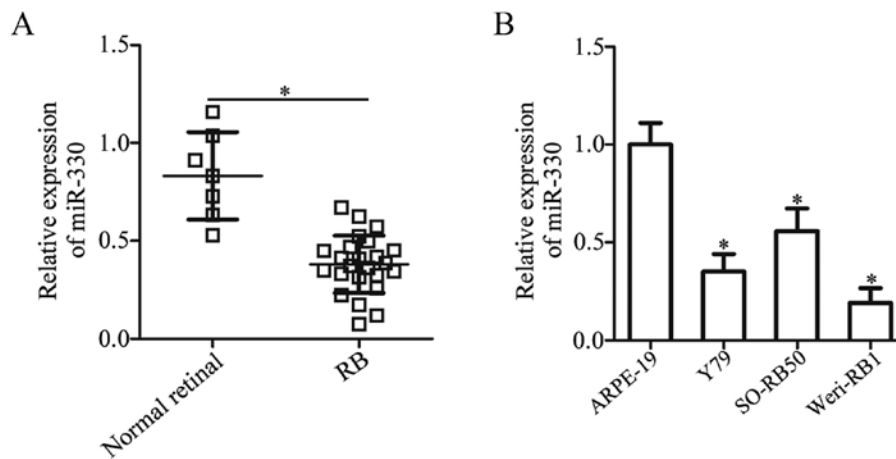 A
Relative expression
of miR-330
1.5
1.0
0.5
0.0
*
Normal retinal
RB
B
Relative expression
of miR-330
1.5
1.0
0.5
0.0
*
*
*
ARPE-19
Y79
SO-RB50
Weri-RB1